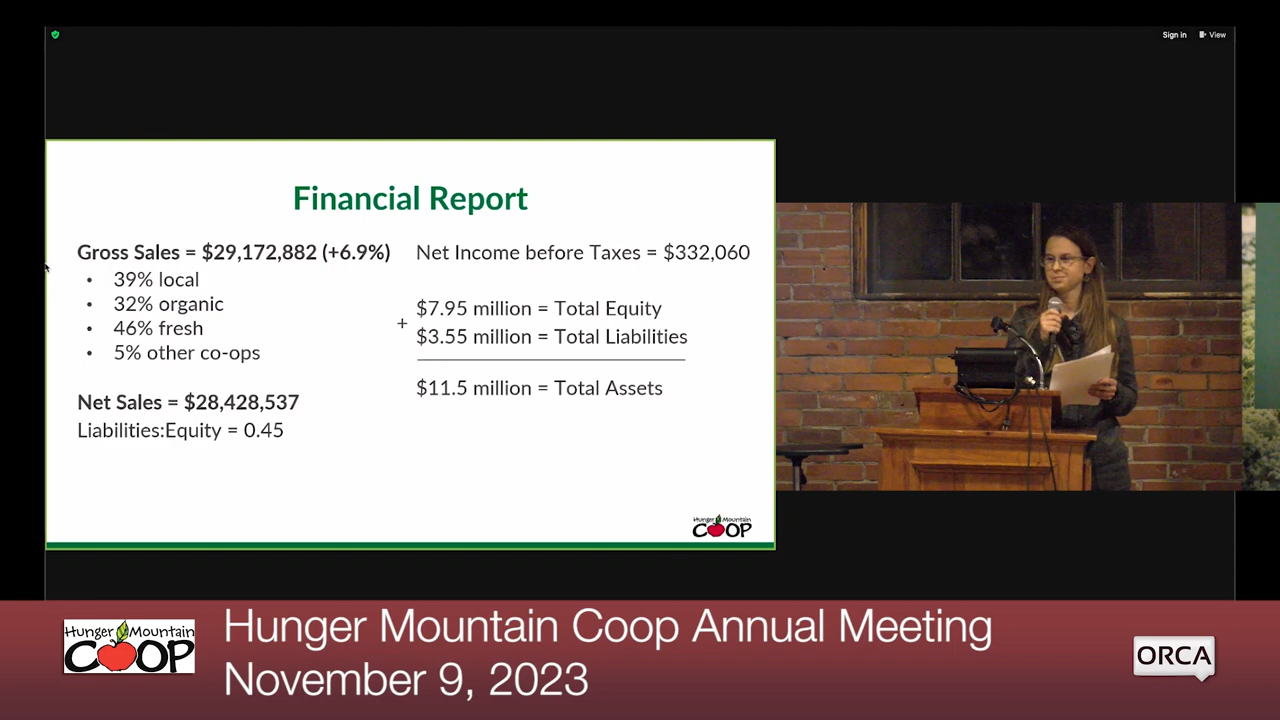 Sign in View
Financial Report
Gross Sales = $29,172,882 (+6.9%)
• 39% local
• 32% organic
• 46% fresh
• 5% other co-ops
Net Sales = $28,428,537
Liabilities:Equity = 0.45
Net Income before Taxes = $332,060
$7.95 million = Total Equity
+
$3.55 million = Total Liabilities
$11.5 million = Total Assets
Hunger Mountain
COOP
Hunger Mountain
COOP
Hunger Mountain Coop Annual Meeting
November 9, 2023
ORCA